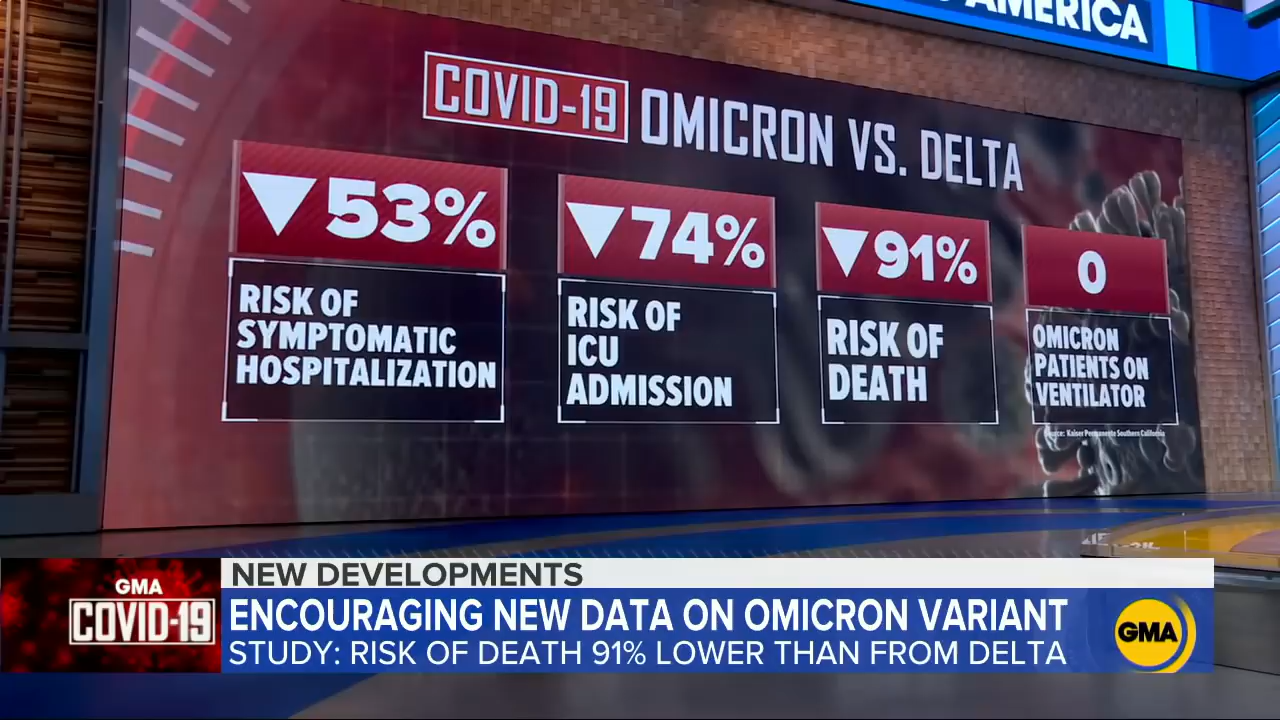 AMERICA
COVID-19 OMICRON VS. DELTA
▼53%
RISK OF
SYMPTOMATIC
HOSPITALIZATION
▼74%
RISK OF
ICU
ADMISSION
▼91%
RISK OF
DEATH
0
OMICRON
PATIENTS ON
VENTILATOR
Source: Kaiser Permanente Southern California
GMA
COVID-19
NEW DEVELOPMENTS
ENCOURAGING NEW DATA ON OMICRON VARIANT
STUDY: RISK OF DEATH 91% LOWER THAN FROM DELTA
GMA